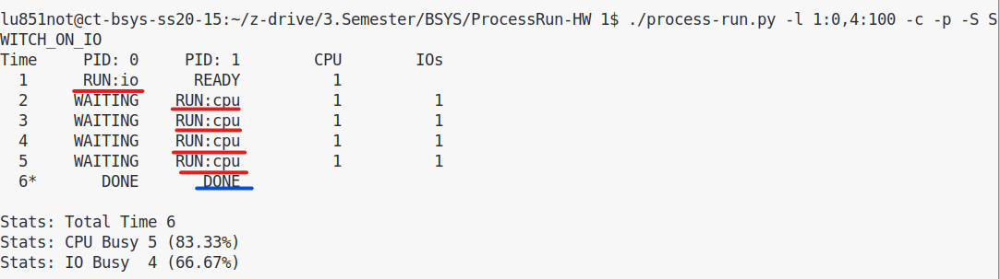 lu851not@ct-bsys-ss20-15:~/z-drive/3.Semester/BSYS/ProcessRun-HW 1$ ./process-run.py -l 1:0,4:100 -c -p -S S
WITCH_ON_IO
Time     PID: 0     PID: 1        CPU        IOs
  1      RUN:io      READY          1
  2     WAITING    RUN:cpu          1          1
  3     WAITING    RUN:cpu          1          1
  4     WAITING    RUN:cpu          1          1
  5     WAITING    RUN:cpu          1          1
  6*       DONE       DONE
Stats: Total Time 6
Stats: CPU Busy 5 (83.33%)
Stats: IO Busy  4 (66.67%)